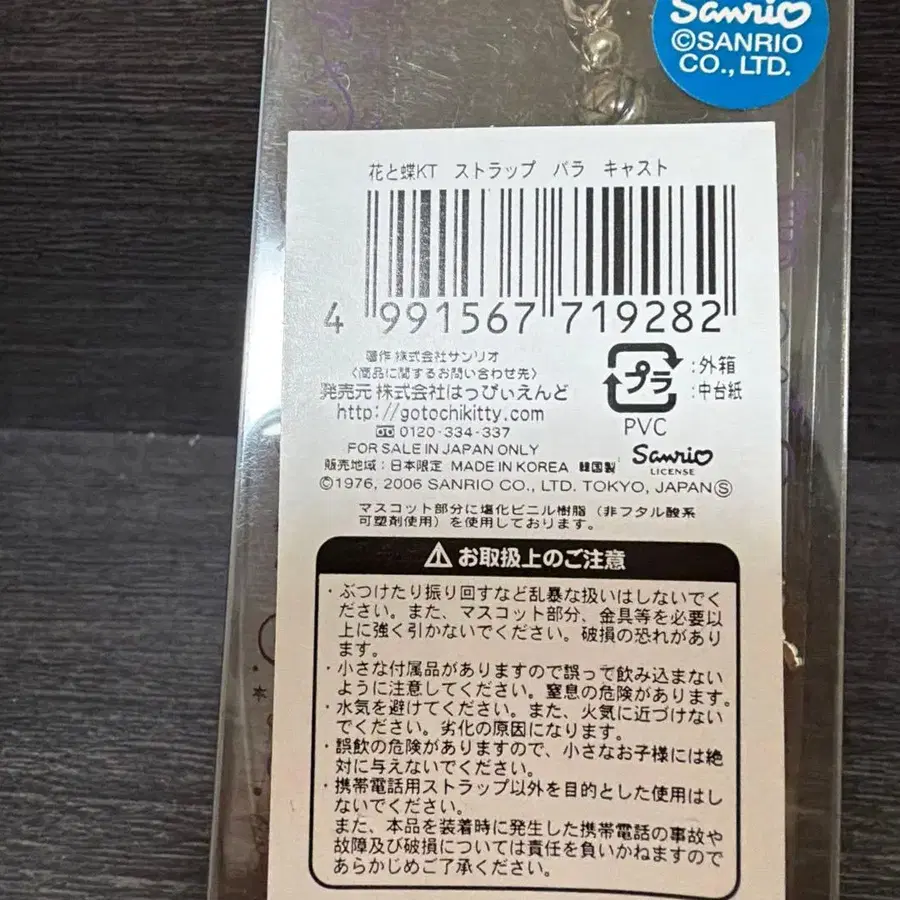 Sanrio
©SANRIO
CO., LTD.
花と蝶KT ストラップ バラ キャスト
4 991567 719282
著作 株式会社サンリオ
〈商品に関するお問い合わせ先〉
発売元 株式会社はっぴぃえんど
http://gotochikitty.com
0120-334-337
FOR SALE IN JAPAN ONLY
販売地域：日本限定 MADE IN KOREA 韓国製
©1976, 2006 SANRIO CO., LTD. TOKYO, JAPAN Ⓢ
プラ
：外箱
：中台紙
PVC
Sanrio
LICENSE
マスコット部分に塩化ビニル樹脂（非フタル酸系
可塑剤使用）を使用しております。
⚠お取扱上のご注意
・ぶつけたり振り回すなど乱暴な扱いはしないでく
ださい。また、マスコット部分、金具等を必要以
上に強く引かないでください。破損の恐れがあり
ます。
・小さな付属品がありますので誤って飲み込まない
ように注意してください。窒息の危険があります。
・水気を避けてください。また、火気に近づけない
でください。劣化の原因になります。
・誤飲の危険がありますので、小さなお子様には絶
対に与えないでください。
・携帯電話用ストラップ以外を目的とした使用はし
ないでください。
また、本品を装着時に発生した携帯電話の事故や
故障及び破損については責任を負いかねますので
あらかじめご了承ください。